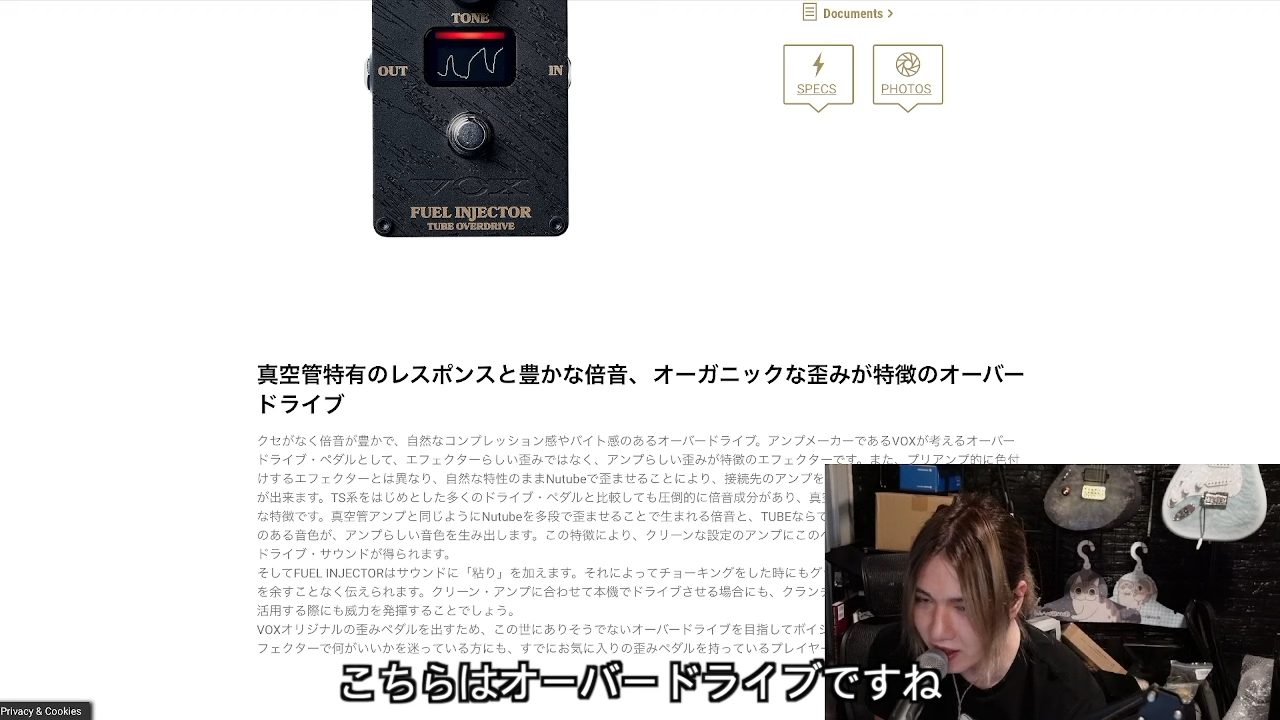 TONE
OUT
IN
VOX
FUEL INJECTOR
TUBE OVERDRIVE
Documents
SPECS
PHOTOS
真空管特有のレスポンスと豊かな倍音、オーガニックな歪みが特徴のオーバー
ドライブ
クセがなく倍音が豊かで、自然なコンプレッション感やバイト感のあるオーバードライブ。アンプメーカーであるVOXが考えるオーバー
ドライブ・ペダルとして、エフェクターらしい歪みではなく、アンプらしい歪みが特徴のエフェクターです。また、プリアンプ的に色付
けするエフェクターとは異なり、自然な特性のままNutubeで歪ませることにより、接続先のアンプを
が出来ます。TS系をはじめとした多くのドライブ・ペダルと比較しても圧倒的に倍音成分があり、真
な特徴です。真空管アンプと同じようにNutubeを多段で歪ませることで生まれる倍音と、TUBEならで
のある音色が、アンプらしい音色を生み出します。この特徴により、クリーンな設定のアンプにこの
ドライブ・サウンドが得られます。
そしてFUEL INJECTORはサウンドに「粘り」を加えます。それによってチョーキングをした時にもグ
を余すことなく伝えられます。クリーン・アンプに合わせて本機でドライブさせる場合にも、クラン
活用する際にも威力を発揮することでしょう。
VOXオリジナルの歪みペダルを出すため、この世にありそうでないオーバードライブを目指してボイシ
フェクターで何がいいかを迷っている方にも、すでにお気に入りの歪みペダルを持っているプレイヤー
こちらはオーバードライブですね
Privacy & Cookies